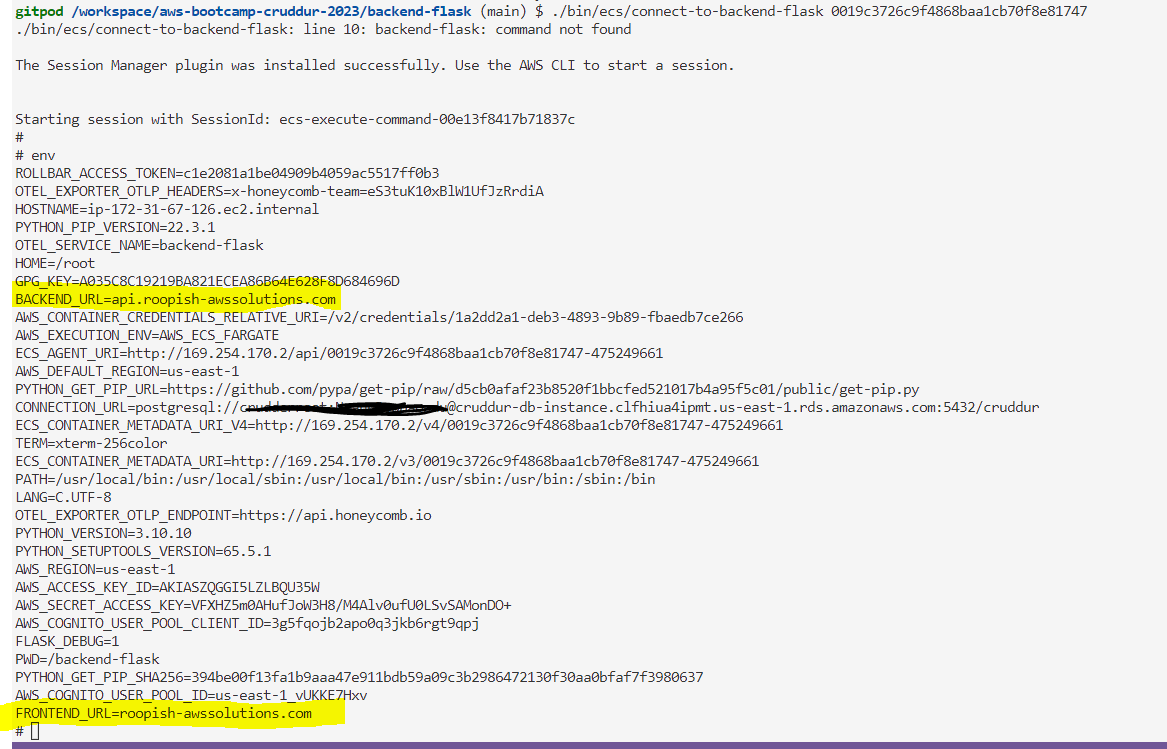 gitpod /workspace/aws-bootcamp-cruddur-2023/backend-flask (main) $ ./bin/ecs/connect-to-backend-flask 0019c3726c9f4868baa1cb70f8e81747
./bin/ecs/connect-to-backend-flask: line 10: backend-flask: command not found
The Session Manager plugin was installed successfully. Use the AWS CLI to start a session.
Starting session with SessionId: ecs-execute-command-00e13f8417b71837c
#
# env
ROLLBAR_ACCESS_TOKEN=c1e2081a1be04909b4059ac5517ff0b3
OTEL_EXPORTER_OTLP_HEADERS=x-honeycomb-team=eS3tuK10xBlW1UfJzRrdiA
HOSTNAME=ip-172-31-67-126.ec2.internal
PYTHON_PIP_VERSION=22.3.1
OTEL_SERVICE_NAME=backend-flask
HOME=/root
GPG_KEY=A035C8C19219BA821ECEA86B64E628F8D684696D
BACKEND_URL=api.roopish-awssolutions.com
AWS_CONTAINER_CREDENTIALS_RELATIVE_URI=/v2/credentials/1a2dd2a1-deb3-4893-9b89-fbaedb7ce266
AWS_EXECUTION_ENV=AWS_ECS_FARGATE
ECS_AGENT_URI=http://169.254.170.2/api/0019c3726c9f4868baa1cb70f8e81747-475249661
AWS_DEFAULT_REGION=us-east-1
PYTHON_GET_PIP_URL=https://github.com/pypa/get-pip/raw/d5cb0afaf23b8520f1bbcfed521017b4a95f5c01/public/get-pip.py
CONNECTION_URL=postgresql://@cruddur-db-instance.clfhiua4ipmt.us-east-1.rds.amazonaws.com:5432/cruddur
ECS_CONTAINER_METADATA_URI_V4=http://169.254.170.2/v4/0019c3726c9f4868baa1cb70f8e81747-475249661
TERM=xterm-256color
ECS_CONTAINER_METADATA_URI=http://169.254.170.2/v3/0019c3726c9f4868baa1cb70f8e81747-475249661
PATH=/usr/local/bin:/usr/local/sbin:/usr/local/bin:/usr/sbin:/usr/bin:/sbin:/bin
LANG=C.UTF-8
OTEL_EXPORTER_OTLP_ENDPOINT=https://api.honeycomb.io
PYTHON_VERSION=3.10.10
PYTHON_SETUPTOOLS_VERSION=65.5.1
AWS_REGION=us-east-1
AWS_ACCESS_KEY_ID=AKIASZQGGI5LZLBQU35W
AWS_SECRET_ACCESS_KEY=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
AWS_COGNITO_USER_POOL_CLIENT_ID=3g5fqojb2apo0q3jkb6rgt9qpj
FLASK_DEBUG=1
PWD=/backend-flask
PYTHON_GET_PIP_SHA256=394be00f13fa1b9aaa47e911bdb59a09c3b2986472130f30aa0bfaf7f3980637
AWS_COGNITO_USER_POOL_ID=us-east-1_vUKKE7Hxv
FRONTEND_URL=roopish-awssolutions.com
#